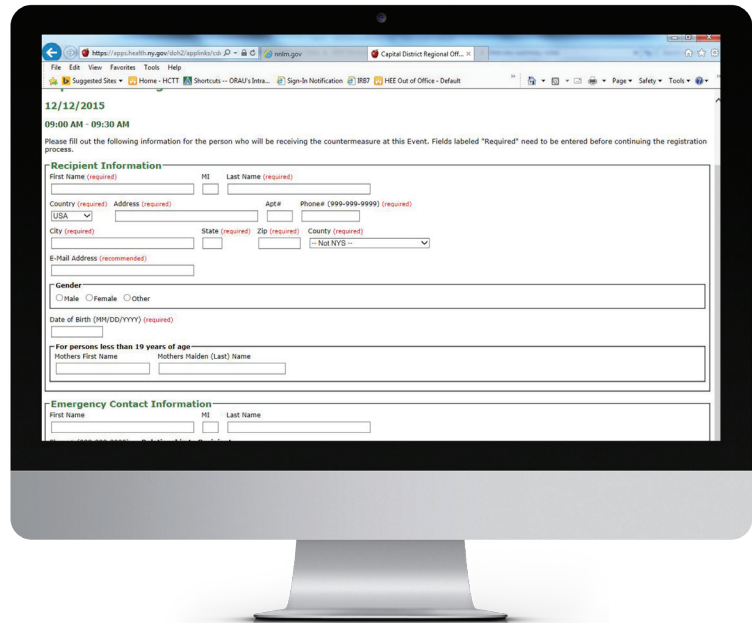 https://apps.health.ny.gov/doh2/applinks/cdr
nnlm.gov
Capital District Regional Off... ×
File Edit View Favorites Tools Help
Suggested Sites Home - HCTT Shortcuts -- ORAU's Intra... Sign-In Notification IR87 HEE Out of Office - Default » Page Safety Tools
12/12/2015
09:00 AM - 09:30 AM
Please fill out the following information for the person who will be receiving the countermeasure at this Event. Fields labeled "Required" need to be entered before continuing the registration
process.
Recipient Information
First Name (required) MI Last Name (required)
Country (required) Address (required) Apt# Phone# (999-999-9999) (required)
USA
City (required) State (required) Zip (required) County (required)
-- Not NYS --
E-Mail Address (recommended)
Gender
Male Female Other
Date of Birth (MM/DD/YYYY) (required)
For persons less than 19 years of age
Mothers First Name Mothers Maiden (Last) Name
Emergency Contact Information
First Name MI Last Name